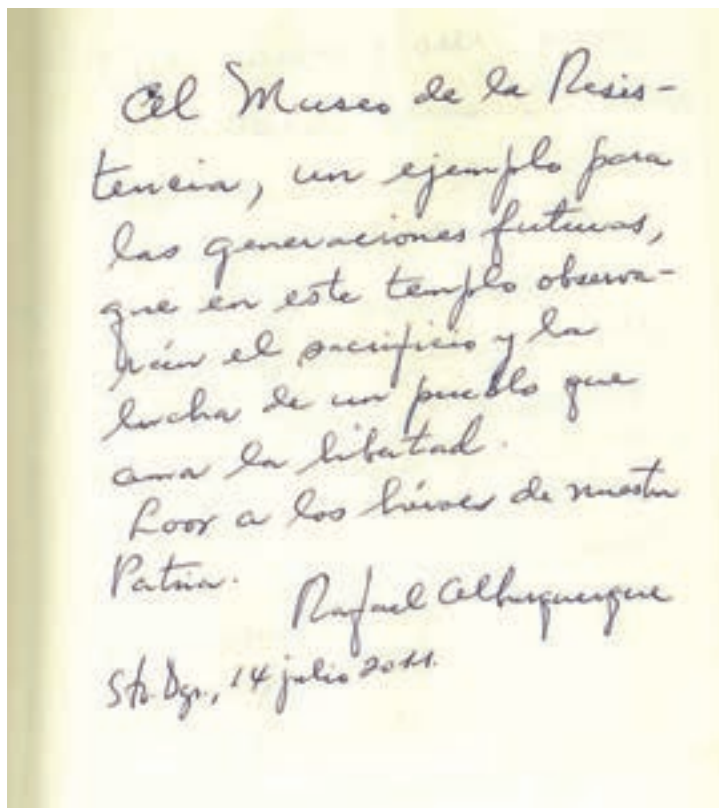 Al Museo de la Resis-
tencia, un ejemplo para
las generaciones futuras,
que en este templo observa-
rán el sacrificio y la
lucha de un pueblo que
ama la libertad.
Loor a los héroes de nuestra
Patria.
Rafael Alburquerque
Sto. Dgo., 14 julio 2011.